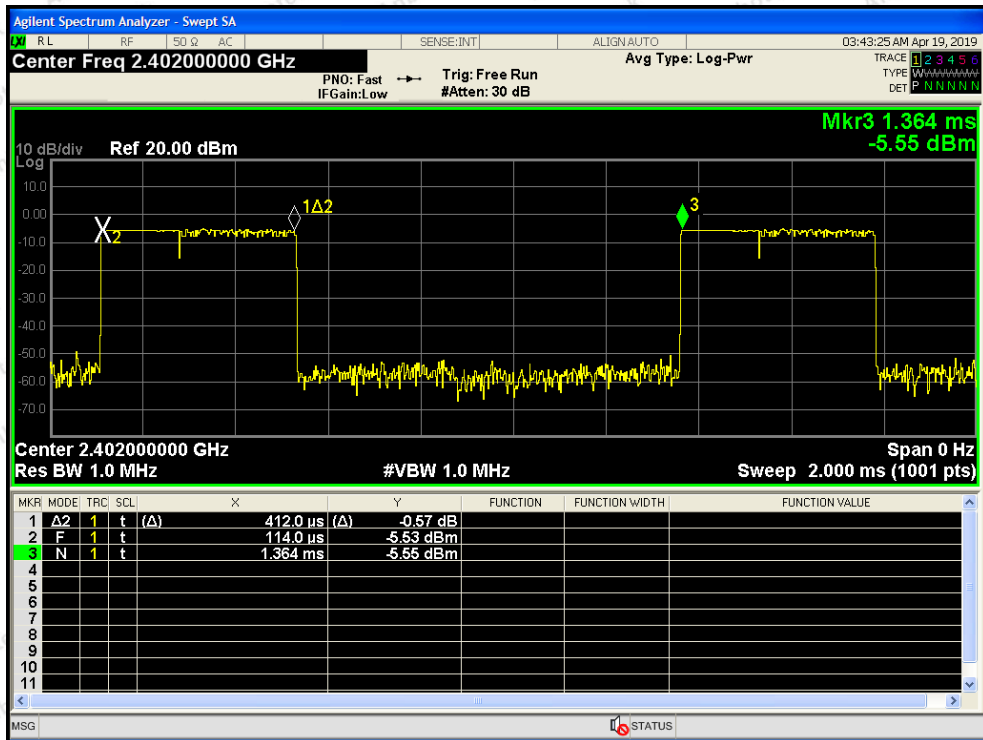 Agilent Spectrum Analyzer - Swept SA
LXI RL RF 50 Ω AC SENSE:INT ALIGNAUTO 03:43:25 AM Apr 19, 2019
Center Freq 2.402000000 GHz Avg Type: Log-Pwr TRACE 1 2 3 4 5 6
PNO: Fast Trig: Free Run TYPE WWWWWW
IFGain:Low #Atten: 30 dB DET P N N N N N
Mkr3 1.364 ms
10 dB/div Ref 20.00 dBm -5.55 dBm
Log
10.0
0.00
-10.0
-20.0
-30.0
-40.0
-50.0
-60.0
-70.0
X2
1Δ2
3
Center 2.402000000 GHz Span 0 Hz
Res BW 1.0 MHz #VBW 1.0 MHz Sweep 2.000 ms (1001 pts)
MKR MODE TRC SCL X Y FUNCTION FUNCTION WIDTH FUNCTION VALUE
1 Δ2 1 t (Δ) 412.0 µs (Δ) -0.57 dB
2 F 1 t 114.0 µs -5.53 dBm
3 N 1 t 1.364 ms -5.55 dBm
4
5
6
7
8
9
10
11
MSG STATUS